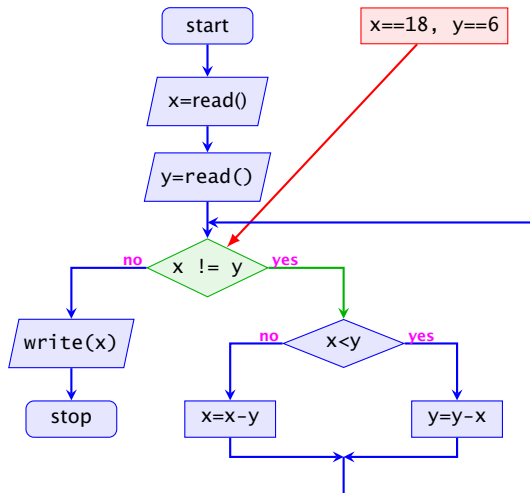 start
x==18, y==6
x=read()
y=read()
x != y
no
yes
write(x)
x<y
no
yes
stop
x=x-y
y=y-x